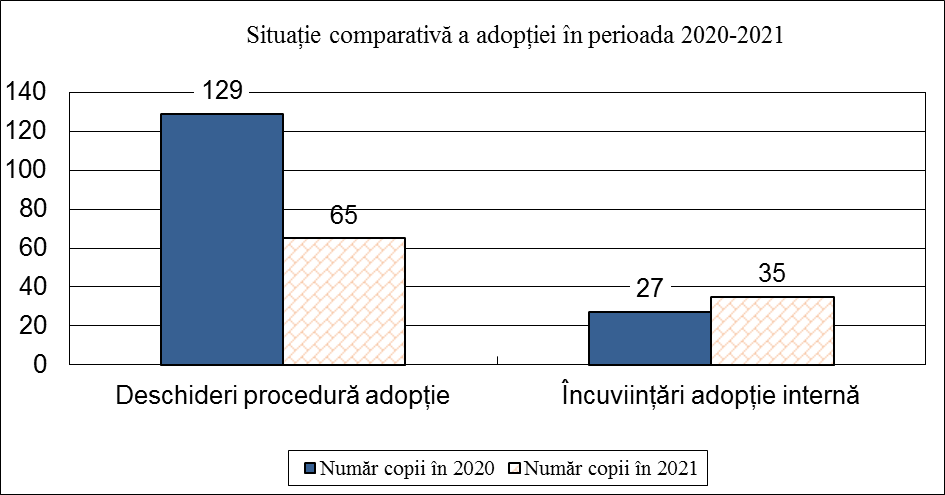 Situație comparativă a adopției în perioada 2020-2021
140
120
100
80
60
40
20
0
129
65
27
35
Deschideri procedură adopție
Încuviințări adopție internă
Număr copii în 2020
Număr copii în 2021